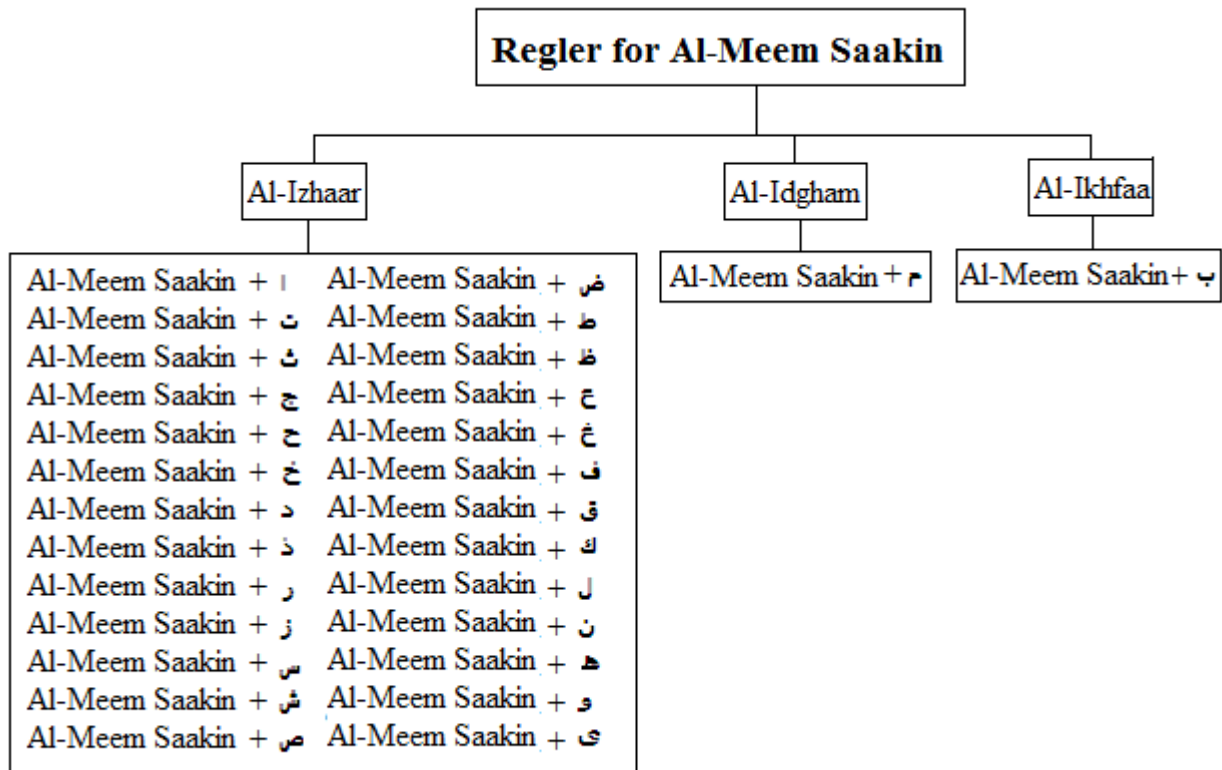 Regler for Al-Meem Saakin
Al-Izhaar
Al-Idgham
Al-Ikhfaa
Al-Meem Saakin + ا
Al-Meem Saakin + ت
Al-Meem Saakin + ث
Al-Meem Saakin + ج
Al-Meem Saakin + ح
Al-Meem Saakin + خ
Al-Meem Saakin + د
Al-Meem Saakin + ذ
Al-Meem Saakin + ر
Al-Meem Saakin + ز
Al-Meem Saakin + س
Al-Meem Saakin + ش
Al-Meem Saakin + ص
Al-Meem Saakin + ض
Al-Meem Saakin + ط
Al-Meem Saakin + ظ
Al-Meem Saakin + ع
Al-Meem Saakin + غ
Al-Meem Saakin + ف
Al-Meem Saakin + ق
Al-Meem Saakin + ك
Al-Meem Saakin + ل
Al-Meem Saakin + ن
Al-Meem Saakin + ه
Al-Meem Saakin + و
Al-Meem Saakin + ى
Al-Meem Saakin + م
Al-Meem Saakin+ ب